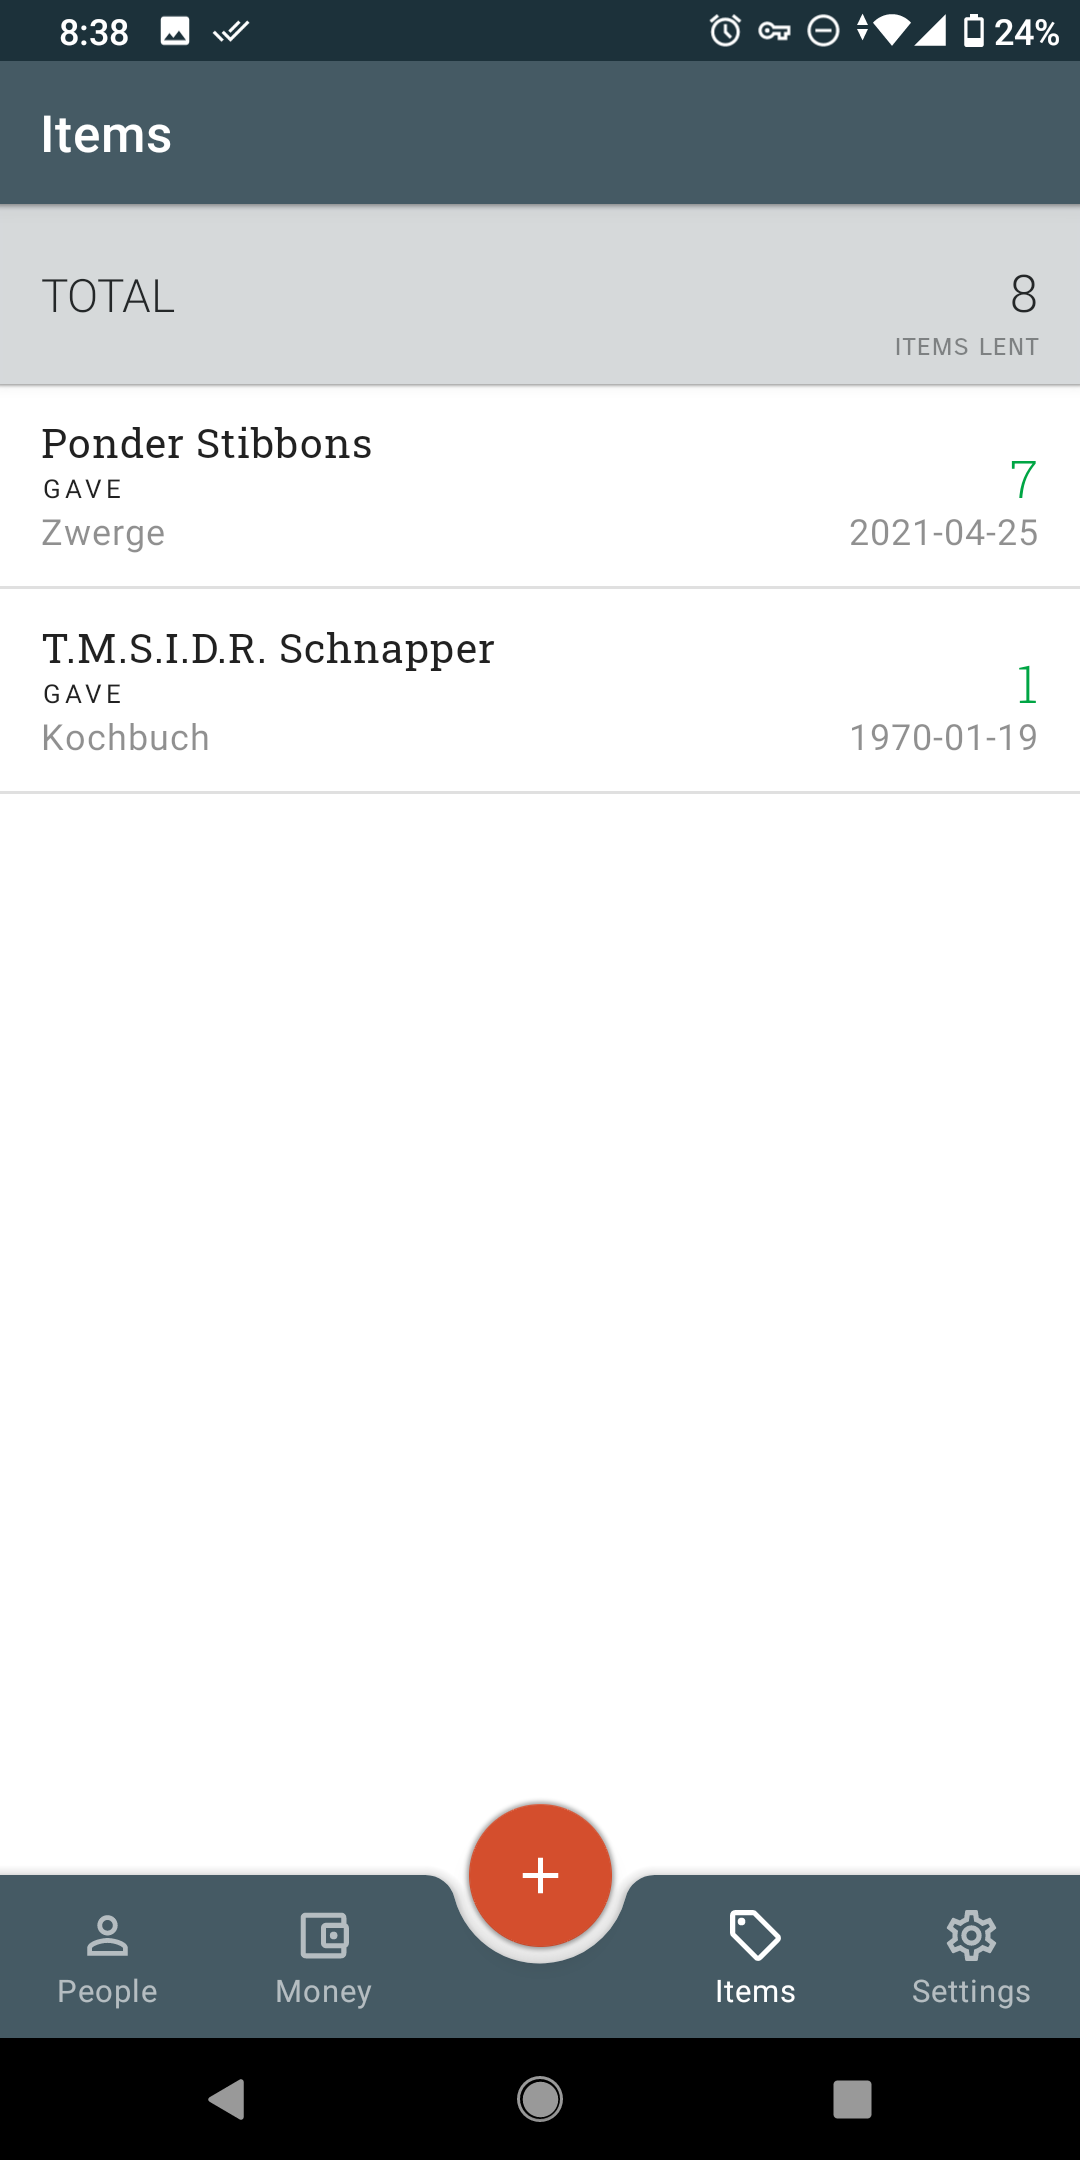 8:38 24%
Items
TOTAL 8
ITEMS LENT
Ponder Stibbons
GAVE 7
Zwerge 2021-04-25
T.M.S.I.D.R. Schnapper
GAVE 1
Kochbuch 1970-01-19
People Money Items Settings